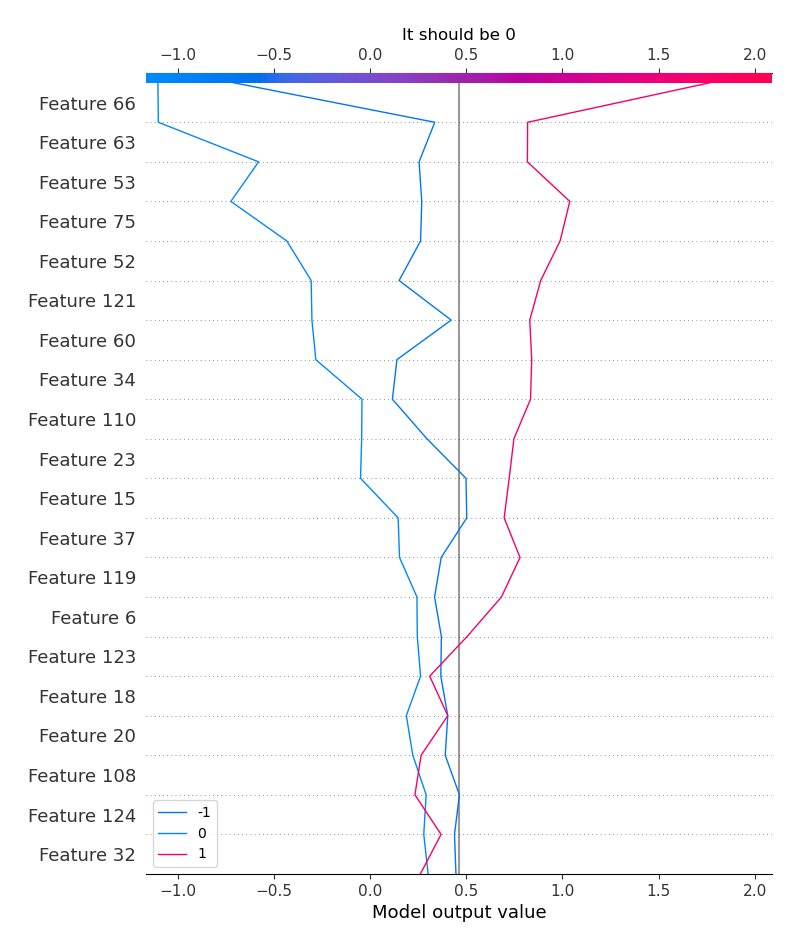 It should be 0
−1.0 −0.5 0.0 0.5 1.0 1.5 2.0
Feature 66
Feature 63
Feature 53
Feature 75
Feature 52
Feature 121
Feature 60
Feature 34
Feature 110
Feature 23
Feature 15
Feature 37
Feature 119
Feature 6
Feature 123
Feature 18
Feature 20
Feature 108
Feature 124
Feature 32
-1
0
1
−1.0 −0.5 0.0 0.5 1.0 1.5 2.0
Model output value